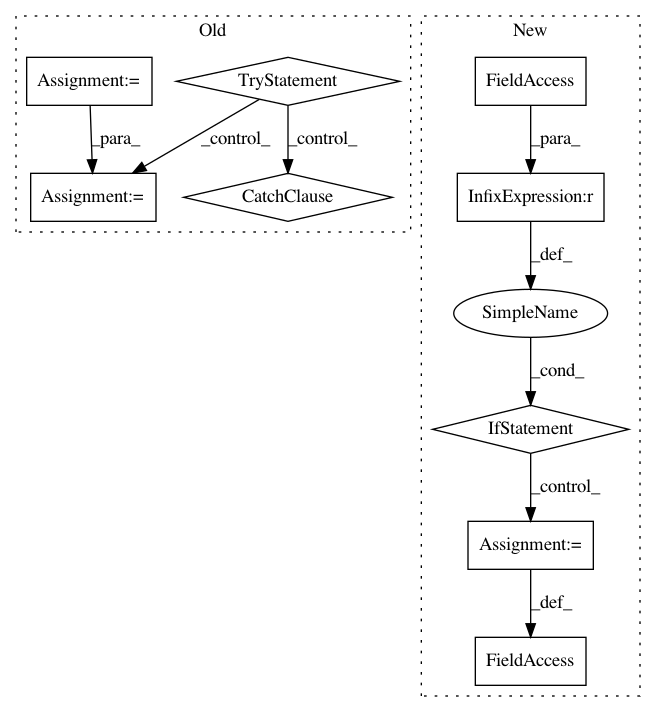 Old
New
Assignment:=
TryStatement
FieldAccess
_para_
_control_
_control_
_para_
Assignment:=
CatchClause
InfixExpression:r
_def_
SimpleName
_cond_
IfStatement
_control_
Assignment:=
_def_
FieldAccess